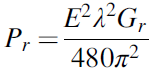 $P_r = \frac{E^2 \lambda^2 G_r}{480 \pi^2}$